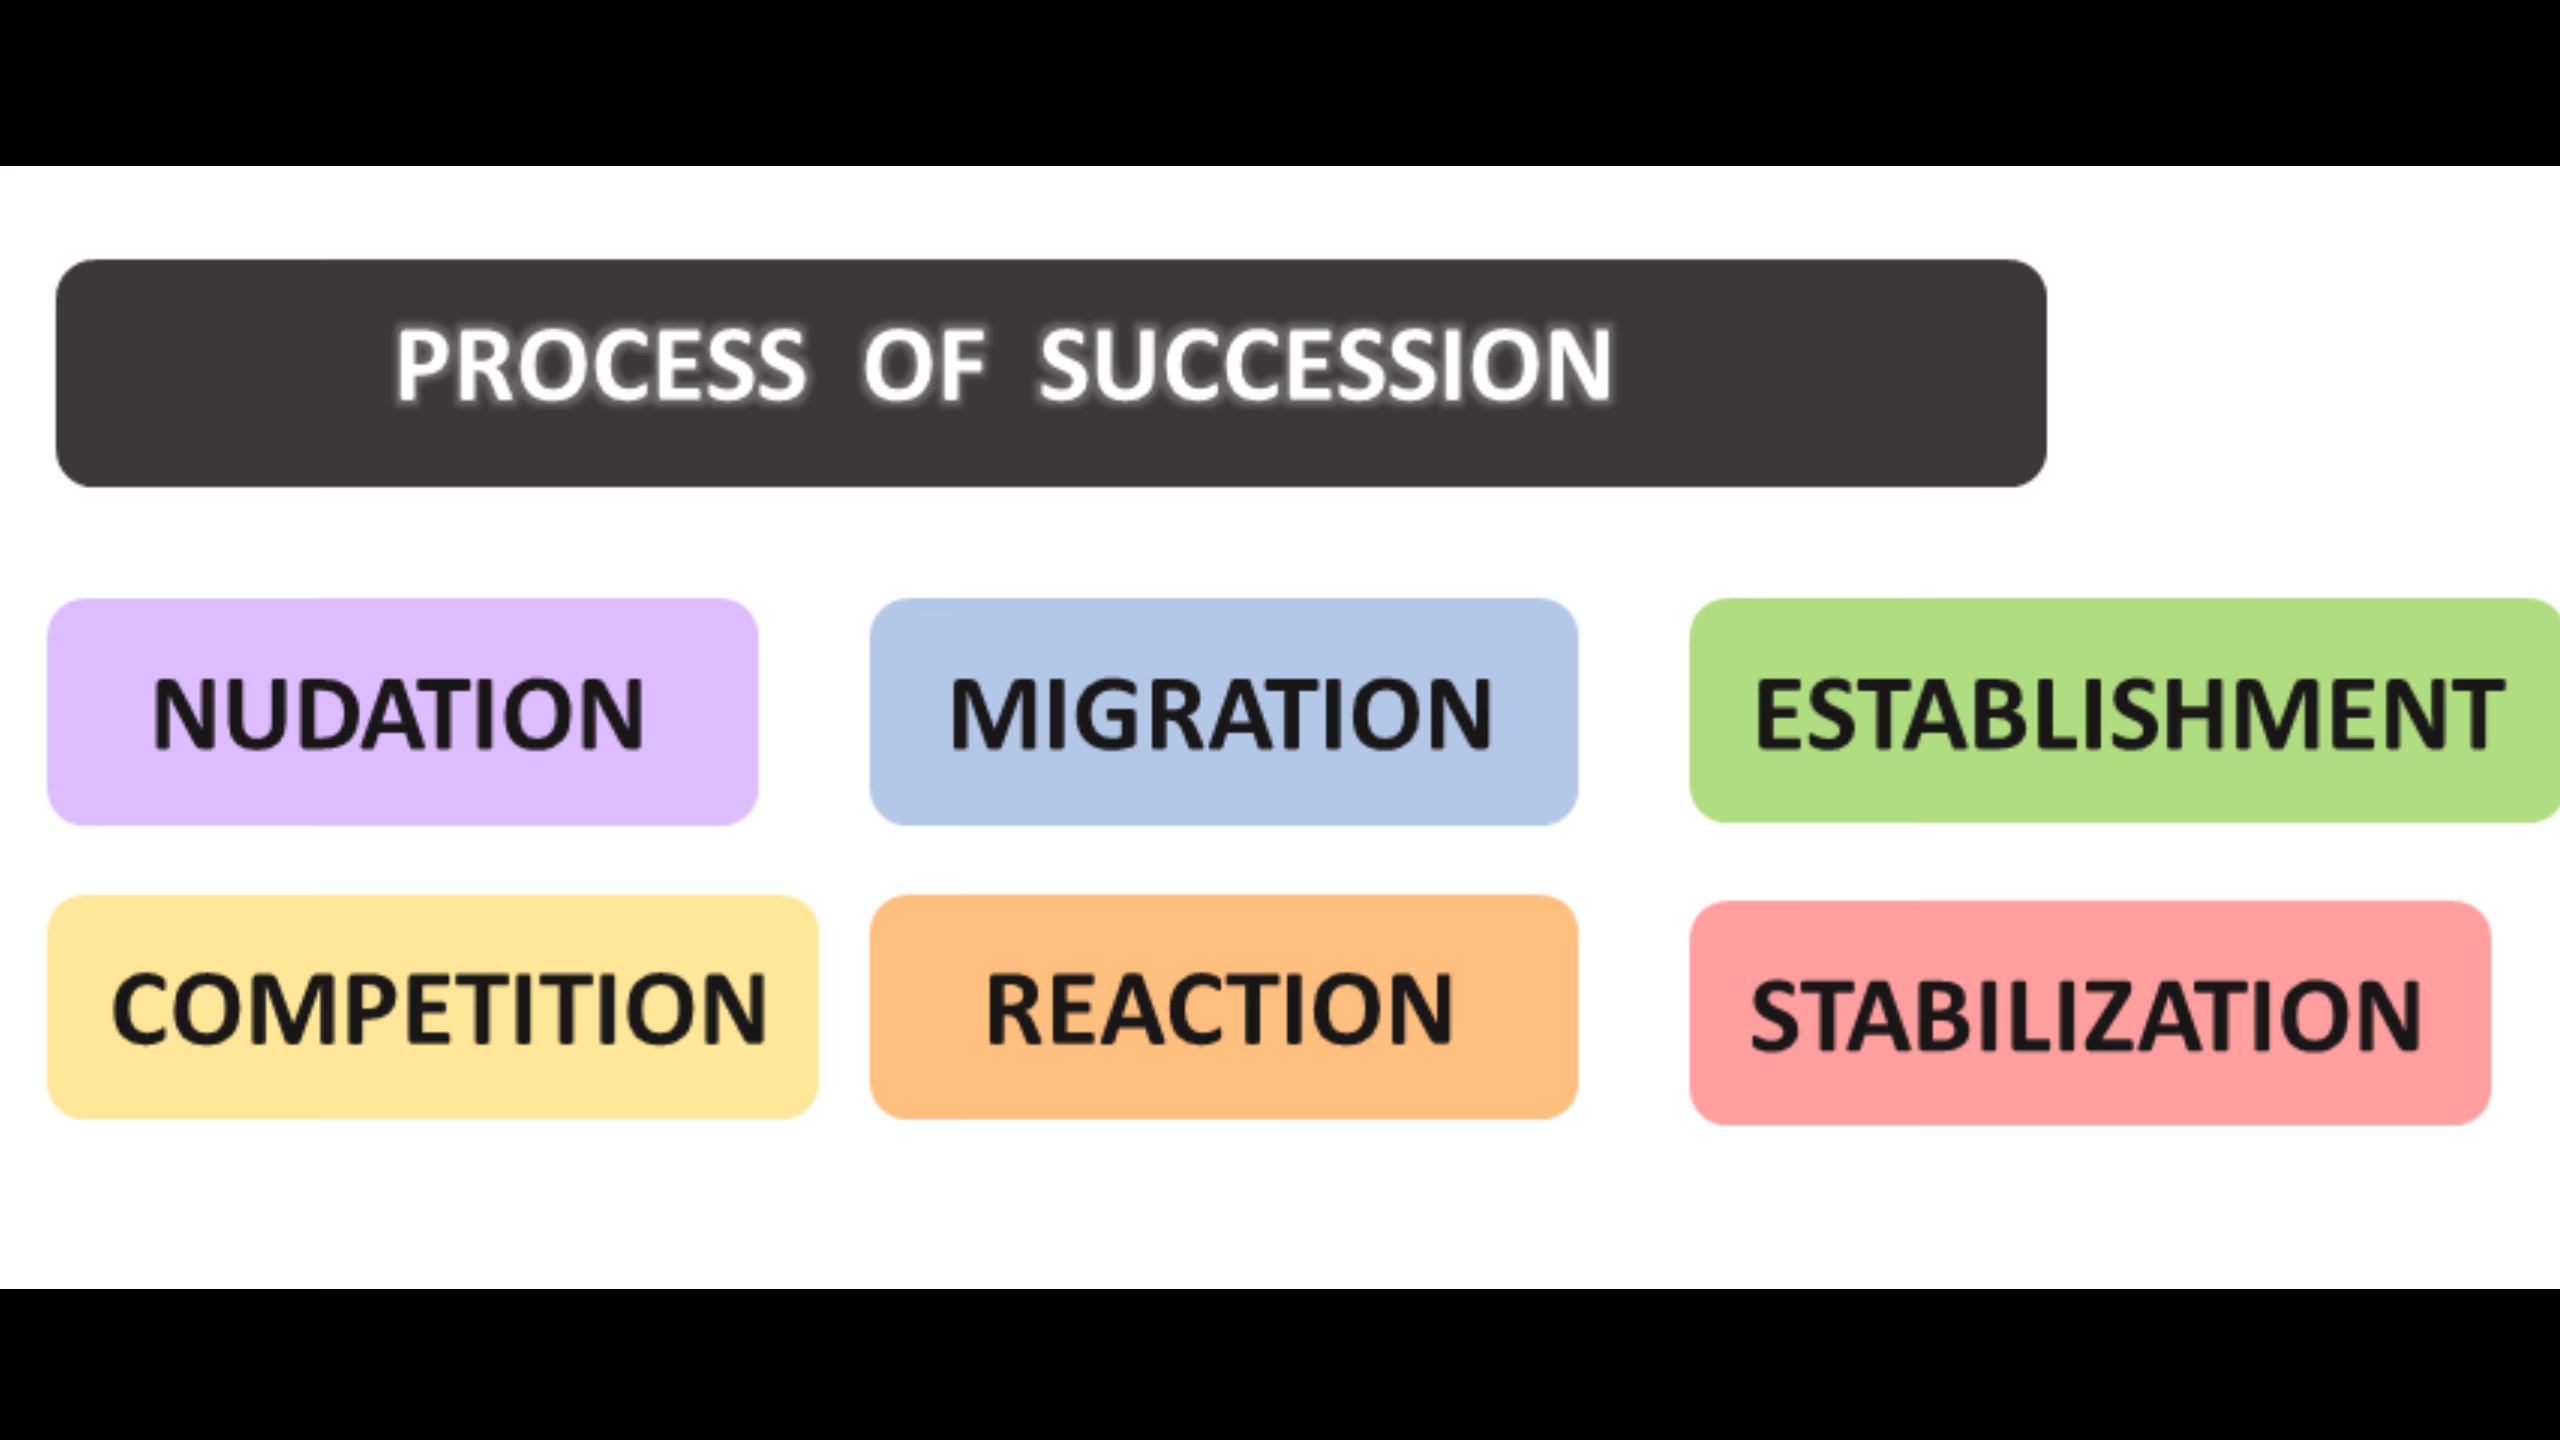 PROCESS OF SUCCESSION
NUDATION MIGRATION ESTABLISHMENT
COMPETITION REACTION STABILIZATION